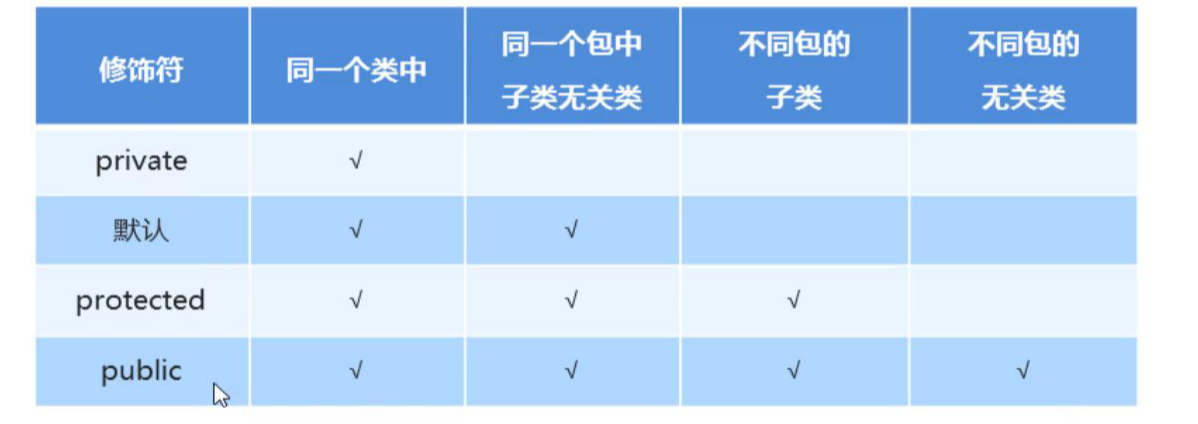 修饰符 同一个类中 同一个包中 不同包的 不同包的
子类无关类 子类 无关类
private √
默认 √ √
protected √ √ √
public √ √ √ √